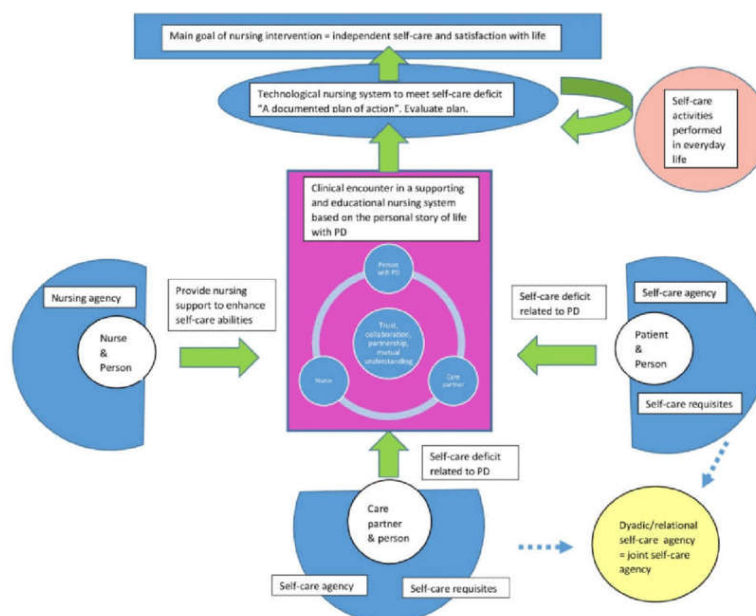 Main goal of nursing intervention = independent self-care and satisfaction with life
Technological nursing system to meet self-care deficit
"A documented plan of action". Evaluate plan.
Self-care
activities
performed
in everyday
life
Clinical encounter in a supporting
and educational nursing system
based on the personal story of life
with PD
Person
with PD
Trust,
collaboration,
partnership,
mutual
understanding
Nurse
Care
partner
Nursing agency
Nurse
&
Person
Provide nursing
support to enhance
self-care abilities
Self-care deficit
related to PD
Self-care agency
Patient
&
Person
Self-care requisites
Self-care deficit
related to PD
Care
partner
& person
Self-care agency
Self-care requisites
Dyadic/relational
self-care agency
= joint self-care
agency